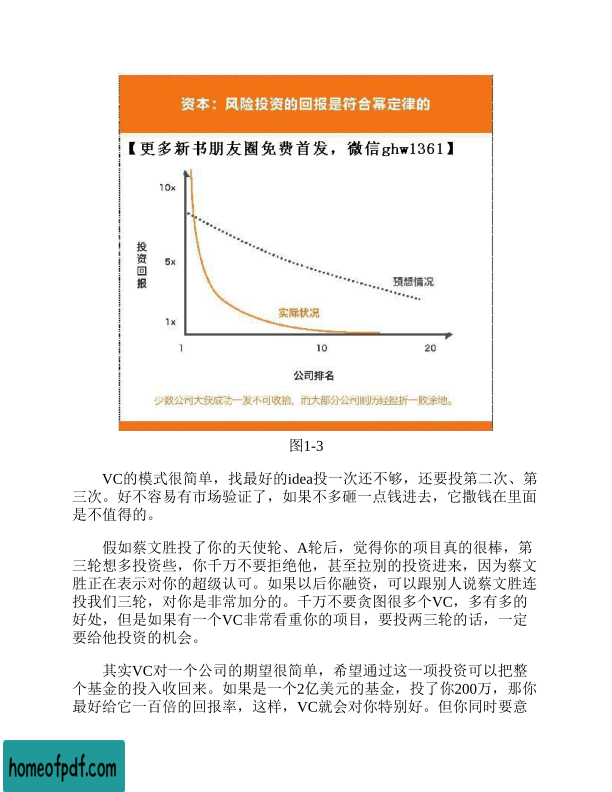 资本：风险投资的回报是符合幂定律的
【更多新书朋友圈免费首发，微信ghw1361】
10x
投资回报
5x
预想情况
实际状况
1x
1
10
20
公司排名
少数公司大获成功一发不可收拾，而大部分公司则历经挫折一败涂地。
图1-3
VC的模式很简单，找最好的idea投一次还不够，还要投第二次、第
三次。好不容易有市场验证了，如果不多砸一点钱进去，它撒钱在里面
是不值得的。
假如蔡文胜投了你的天使轮、A轮后，觉得你的项目真的很棒，第
三轮想多投资些，你千万不要拒绝他，甚至拉别的投资进来，因为蔡文
胜正在表示对你的超级认可。如果以后你融资，可以跟别人说蔡文胜连
投我们三轮，对你是非常加分的。千万不要贪图很多个VC，多有多的
好处，但是如果有一个VC非常看重你的项目，要投两三轮的话，一定
要给他投资的机会。
其实VC对一个公司的期望很简单，希望通过这一项投资可以把整
个基金的投入收回来。如果是一个2亿美元的基金，投了你200万，那你
最好给它一百倍的回报率，这样，VC就会对你特别好。但你同时要意
homeofpdf.com